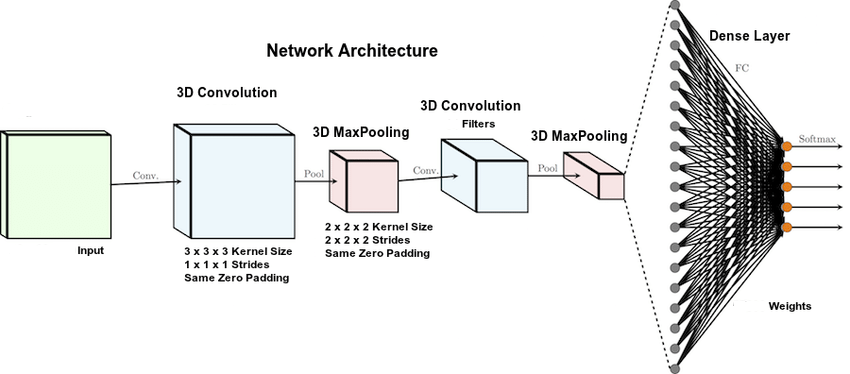 Network Architecture
Dense Layer
FC
3D Convolution
3D Convolution
Filters
3D MaxPooling
3D MaxPooling
Conv.
Pool
Conv.
Pool
Softmax
Input
3 x 3 x 3 Kernel Size
1 x 1 x 1 Strides
Same Zero Padding
2 x 2 x 2 Kernel Size
2 x 2 x 2 Strides
Same Zero Padding
Weights